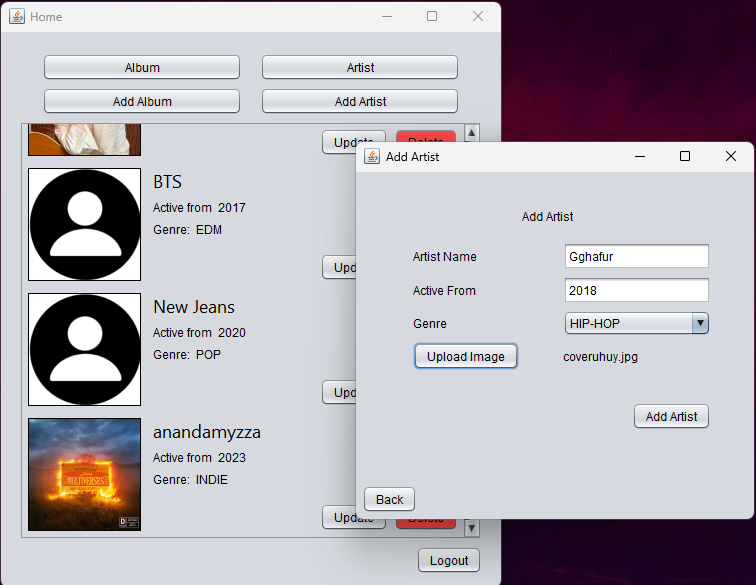 Home
Album
Artist
Add Album
Add Artist
Update
Delete
BTS
Active from 2017
Genre: EDM
Upd
New Jeans
Active from 2020
Genre: POP
Upd
anandamyzza
Active from 2023
Genre: INDIE
MULTIVERSES
Update
Delete
Logout
Add Artist
Add Artist
Artist Name
Gghafur
Active From
2018
Genre
HIP-HOP
Upload Image
coveruhuy.jpg
Add Artist
Back